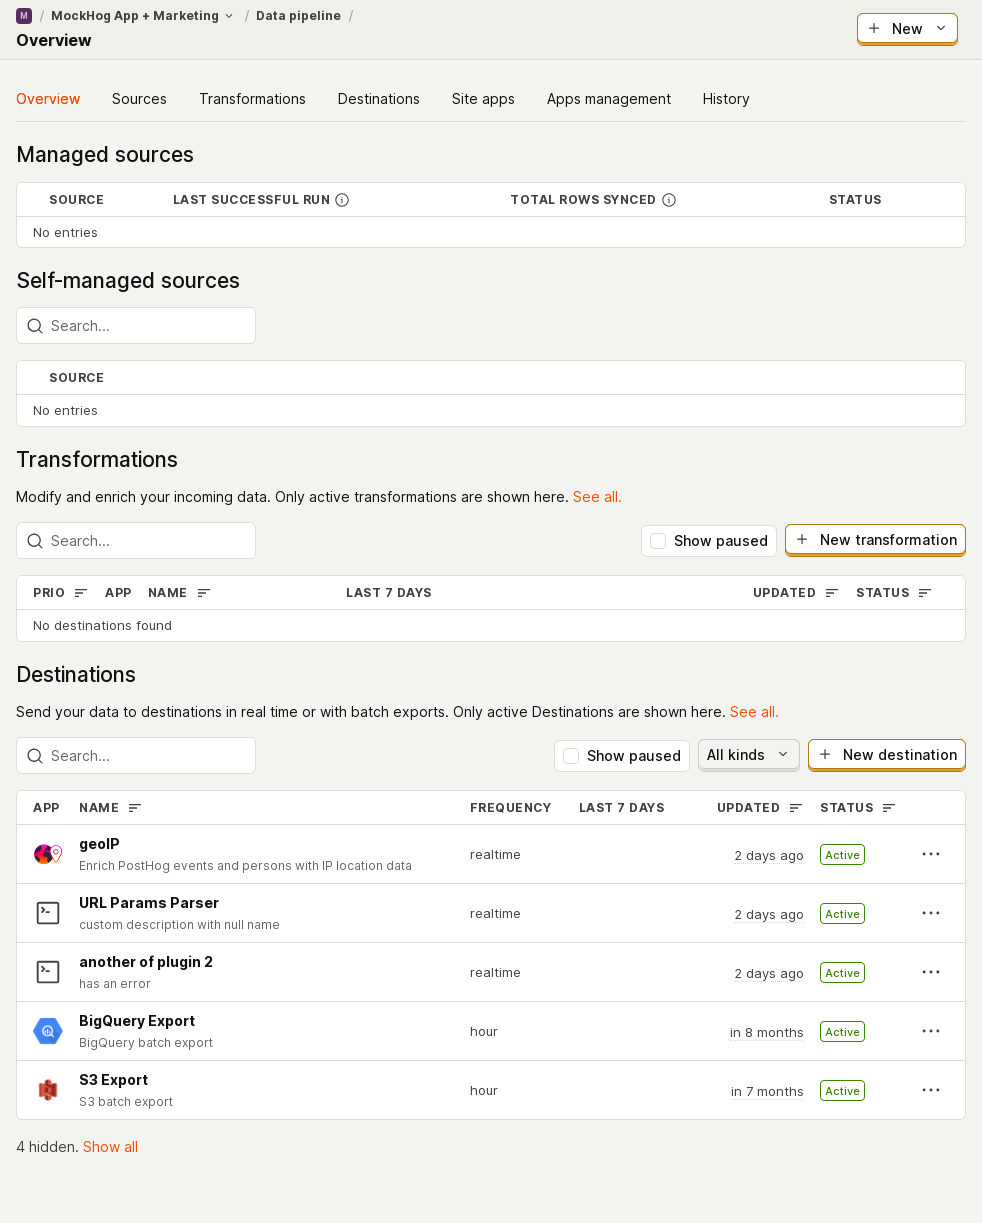 M / MockHog App + Marketing / Data pipeline /
Overview
New
Overview Sources Transformations Destinations Site apps Apps management History
Managed sources
SOURCE LAST SUCCESSFUL RUN TOTAL ROWS SYNCED STATUS
No entries
Self-managed sources
Search...
SOURCE
No entries
Transformations
Modify and enrich your incoming data. Only active transformations are shown here. See all.
Search... Show paused New transformation
PRIO APP NAME LAST 7 DAYS UPDATED STATUS
No destinations found
Destinations
Send your data to destinations in real time or with batch exports. Only active Destinations are shown here. See all.
Search... Show paused All kinds New destination
APP NAME FREQUENCY LAST 7 DAYS UPDATED STATUS
geoIP
Enrich PostHog events and persons with IP location data
realtime 2 days ago Active
URL Params Parser
custom description with null name
realtime 2 days ago Active
another of plugin 2
has an error
realtime 2 days ago Active
BigQuery Export
BigQuery batch export
hour in 8 months Active
S3 Export
S3 batch export
hour in 7 months Active
4 hidden. Show all